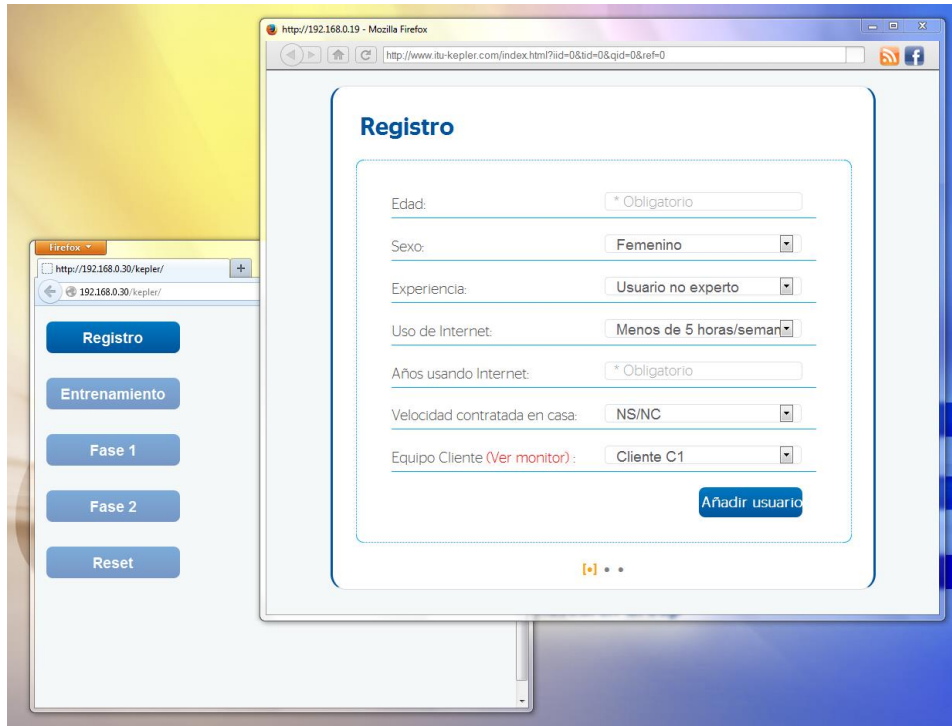 http://192.168.0.19 - Mozilla Firefox
http://www.itu-kepler.com/index.html?iid=0&tid=0&qid=0&ref=0
Registro
Edad: * Obligatorio
Sexo: Femenino
Experiencia: Usuario no experto
Uso de Internet: Menos de 5 horas/seman
Años usando Internet: * Obligatorio
Velocidad contratada en casa: NS/NC
Equipo Cliente (Ver monitor) : Cliente C1
Añadir usuario
Firefox
http://192.168.0.30/kepler/
192.168.0.30/kepler/
Registro
Entrenamiento
Fase 1
Fase 2
Reset